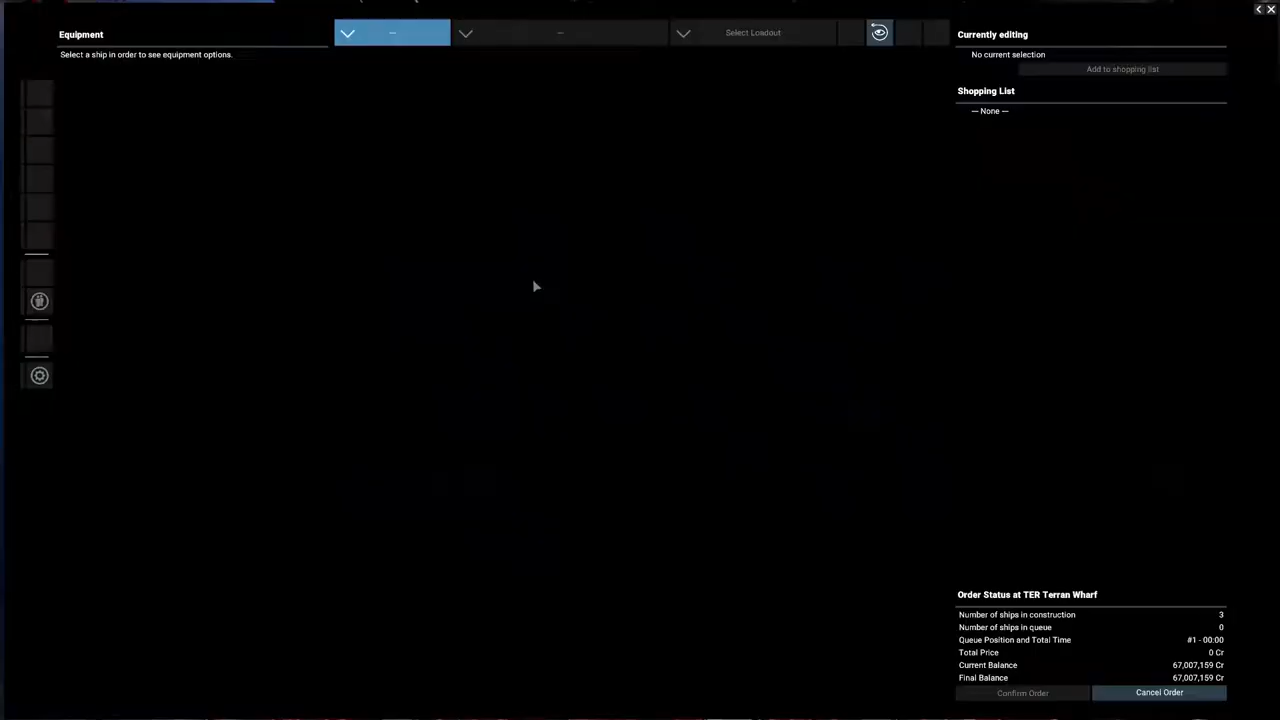 Equipment
Select a ship in order to see equipment options.
--
--
Select Loadout
Currently editing
No current selection
Add to shopping list
Shopping List
— None —
Order Status at TER Terran Wharf
Number of ships in construction 3
Number of ships in queue 0
Queue Position and Total Time #1 - 00:00
Total Price 0 Cr
Current Balance 67,007,159 Cr
Final Balance 67,007,159 Cr
Confirm Order
Cancel Order